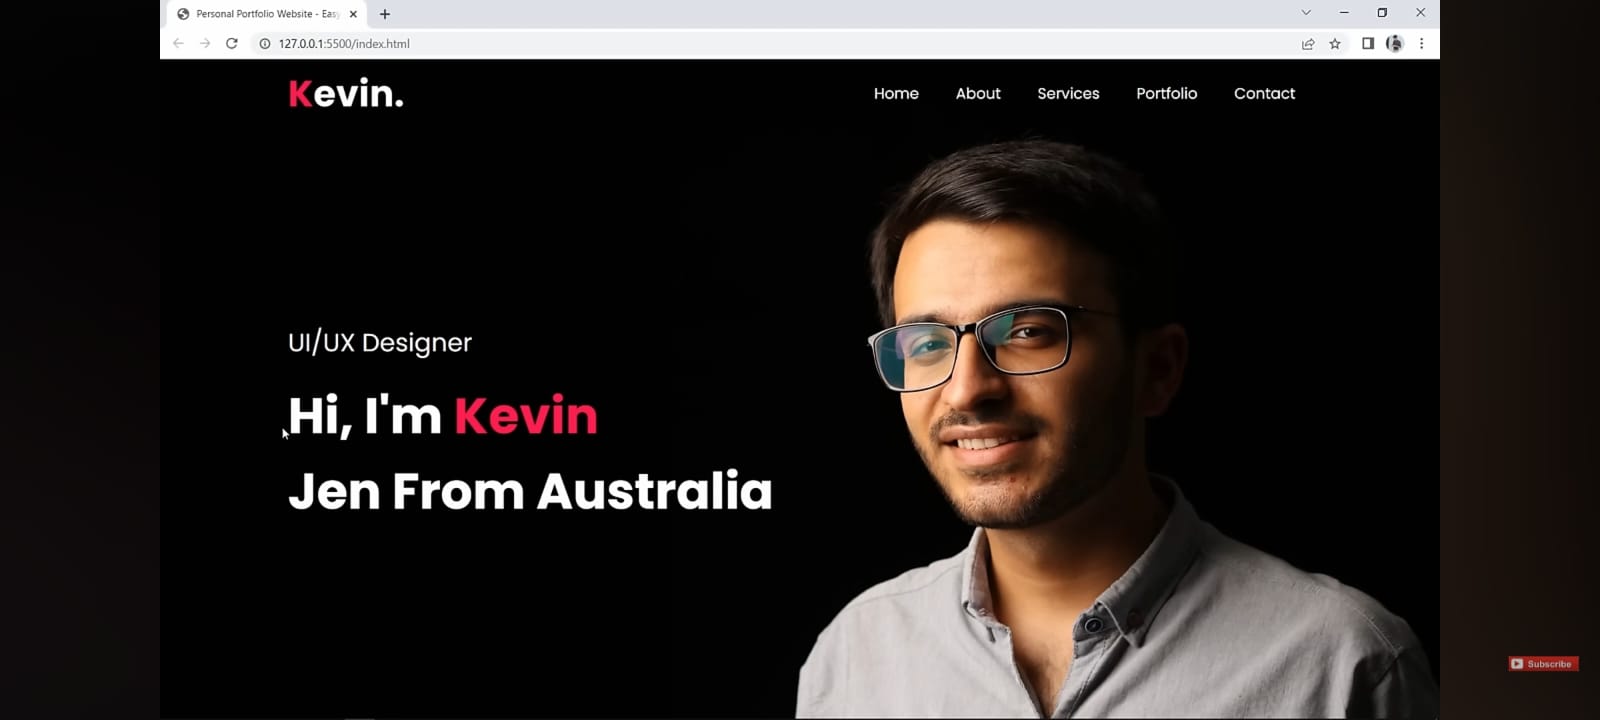 Personal Portfolio Website - Easy
127.0.0.1:5500/index.html
Kevin.
Home About Services Portfolio Contact
UI/UX Designer
Hi, I'm Kevin
Jen From Australia
Subscribe